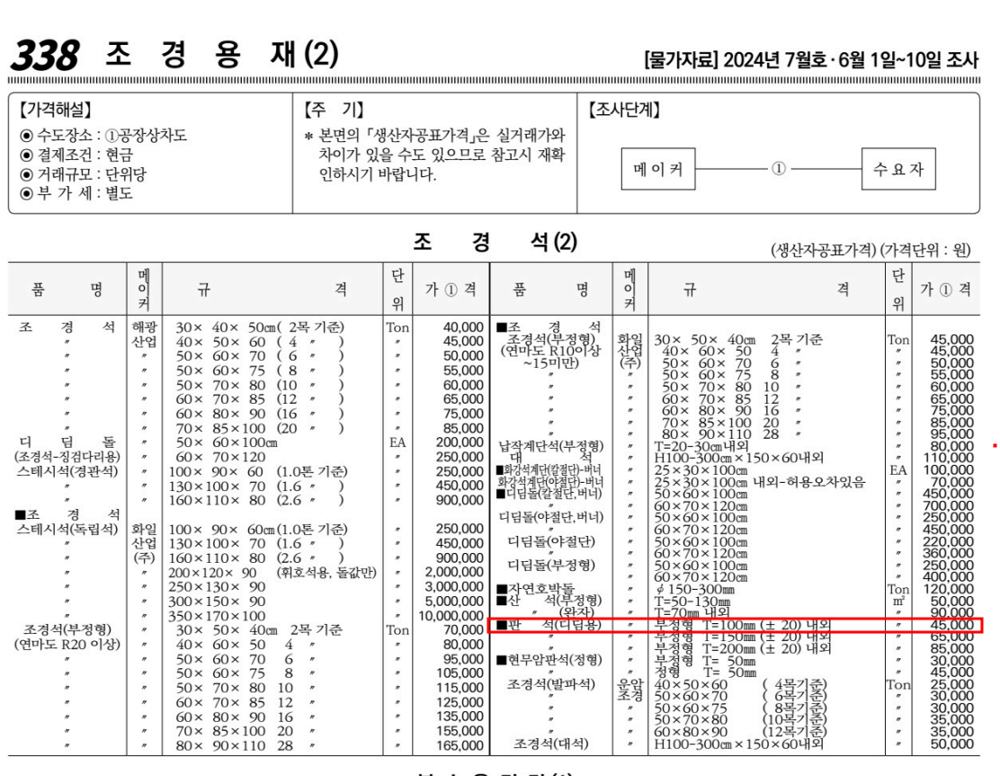 338 조 경 용 재(2)
[물가자료] 2024년 7월호·6월 1일~10일 조사
【가격해설】
◉ 수도장소 : ①공장상차도
◉ 결제조건 : 현금
◉ 거래규모 : 단위당
◉ 부 가 세 : 별도
【주 기】
* 본면의 「생산자공표가격」은 실거래가와
차이가 있을 수도 있으므로 참고시 재확
인하시기 바랍니다.
【조사단계】
메 이 커 ① 수 요 자
조 경 석(2)
(생산자공표가격) (가격단위 : 원)
품 명 메이커 규 격 단위 가 ① 격
조 경 석 해광 30× 40× 50㎝( 2목 기준) Ton 40,000
〃 산업 40× 50× 60 ( 4 〃 ) 〃 45,000
〃 〃 50× 60× 70 ( 6 〃 ) 〃 50,000
〃 〃 50× 60× 75 ( 8 〃 ) 〃 55,000
〃 〃 50× 70× 80 (10 〃 ) 〃 60,000
〃 〃 60× 70× 85 (12 〃 ) 〃 65,000
〃 〃 60× 80× 90 (16 〃 ) 〃 75,000
〃 〃 70× 85×100 (20 〃 ) 〃 85,000
디 딤 돌 〃 50× 60×100㎝ EA 200,000
(조경석-징검다리용) 〃 60× 70×120 〃 250,000
스테시석(경관석) 〃 100× 90× 60 (1.0톤 기준) 〃 250,000
〃 〃 130×100× 70 (1.6 〃 ) 〃 450,000
〃 〃 160×110× 80 (2.6 〃 ) 〃 900,000
■조 경 석
스테시석(독립석) 화일 100× 90× 60㎝(1.0톤 기준) 〃 250,000
〃 산업 130×100× 70 (1.6 〃 ) 〃 450,000
〃 (주) 160×110× 80 (2.6 〃 ) 〃 900,000
〃 〃 200×120× 90 (휘호석용, 돌값만) 〃 2,000,000
〃 〃 250×130× 90 〃 3,000,000
〃 〃 300×150× 90 〃 5,000,000
〃 〃 350×170×100 〃 10,000,000
조경석(부정형) 〃 30× 50× 40㎝ 2목 기준 Ton 70,000
(연마도 R20 이상) 〃 40× 60× 50 4 〃 〃 80,000
〃 〃 50× 60× 70 6 〃 〃 95,000
〃 〃 50× 60× 75 8 〃 〃 105,000
〃 〃 50× 70× 80 10 〃 〃 115,000
〃 〃 60× 70× 85 12 〃 〃 125,000
〃 〃 60× 80× 90 16 〃 〃 135,000
〃 〃 70× 85×100 20 〃 〃 155,000
〃 〃 80× 90×110 28 〃 〃 165,000
품 명 메이커 규 격 단위 가 ① 격
■조 경 석
조경석(부정형) 화일 30× 50× 40㎝ 2목 기준 Ton 45,000
(연마도 R10이상 산업 40× 60× 50 4 〃 〃 45,000
~15미만) (주) 50× 60× 70 6 〃 〃 50,000
〃 〃 50× 60× 75 8 〃 〃 55,000
〃 〃 50× 70× 80 10 〃 〃 60,000
〃 〃 60× 70× 85 12 〃 〃 65,000
〃 〃 60× 80× 90 16 〃 〃 75,000
〃 〃 70× 85×100 20 〃 〃 85,000
〃 〃 80× 90×110 28 〃 〃 95,000
납작계단석(부정형) 〃 T=20-30㎝내외 〃 80,000
대 석 〃 H100-300㎝×150×60내외 〃 110,000
■화강석계단(칼절단)-버너 〃 25×30×100㎝ EA 100,000
화강석계단(야절단)-버너 〃 25×30×100㎝ 내외-허용오차있음 〃 70,000
■디딤돌(칼절단,버너) 〃 50×60×100㎝ 〃 450,000
〃 〃 60×70×120㎝ 〃 700,000
디딤돌(야절단,버너) 〃 50×60×100㎝ 〃 250,000
〃 〃 60×70×120㎝ 〃 450,000
디딤돌(야절단) 〃 50×60×100㎝ 〃 220,000
〃 〃 60×70×120㎝ 〃 360,000
디딤돌(부정형) 〃 50×60×100㎝ 〃 250,000
〃 〃 60×70×120㎝ 〃 400,000
■자연호박돌 〃 ∮150-300㎜ Ton 120,000
■산 석(부정형) 〃 T=50-130㎜ ㎡ 50,000
〃 (완자) 〃 T=70㎜ 내외 〃 90,000
■판 석(디딤용) 〃 부정형 T=100㎜(± 20) 내외 〃 45,000
〃 〃 부정형 T=150㎜(± 20) 내외 〃 65,000
〃 〃 부정형 T=200㎜(± 20) 내외 〃 85,000
■현무암판석(정형) 〃 부정형 T= 50㎜ 〃 30,000
〃 〃 정형 T= 50㎜ 〃 45,000
조경석(발파석) 운암 40×50×60 ( 4목기준) Ton 25,000
〃 조경 50×60×70 ( 6목기준) 〃 30,000
〃 〃 50×60×75 ( 8목기준) 〃 30,000
〃 〃 50×70×80 (10목기준) 〃 35,000
〃 〃 60×80×90 (12목기준) 〃 35,000
조경석(대석) 〃 H100-300㎝×150×60내외 〃 50,000